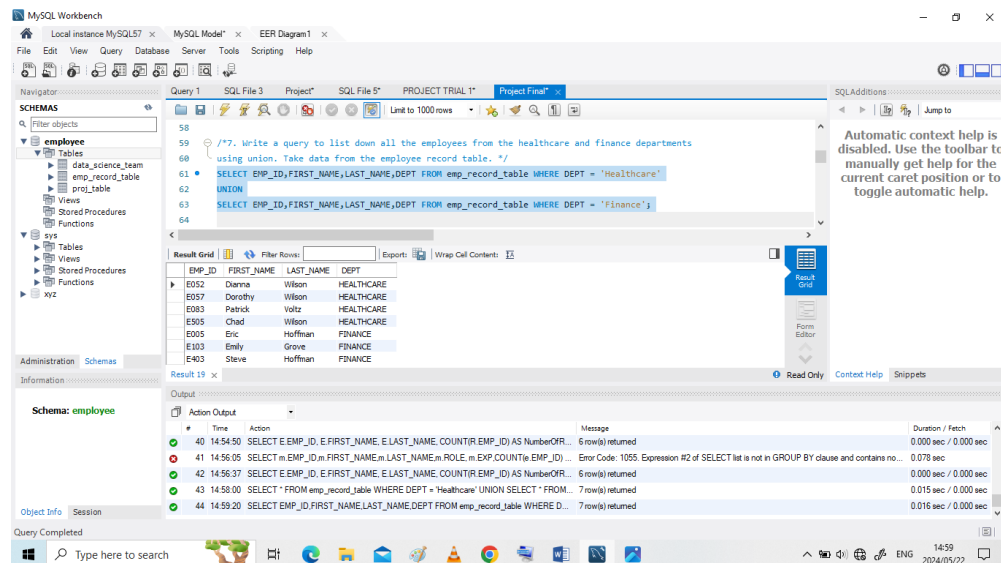 MySQL Workbench
Local instance MySQL57 × MySQL Model* × EER Diagram1 ×
File Edit View Query Database Server Tools Scripting Help
Navigator
SCHEMAS
Filter objects
employee
Tables
data_science_team
emp_record_table
proj_table
Views
Stored Procedures
Functions
sys
Tables
Views
Stored Procedures
Functions
xyz
Administration Schemas
Information
Schema: employee
Object Info Session
Query 1 SQL File 3 Project* SQL File 5* PROJECT TRIAL 1* Project Final* ×
Limit to 1000 rows
58
59 /*7. Write a query to list down all the employees from the healthcare and finance departments
60 using union. Take data from the employee record table. */
61 SELECT EMP_ID,FIRST_NAME,LAST_NAME,DEPT FROM emp_record_table WHERE DEPT = 'Healthcare'
62 UNION
63 SELECT EMP_ID,FIRST_NAME,LAST_NAME,DEPT FROM emp_record_table WHERE DEPT = 'Finance';
64
Result Grid Filter Rows: Export: Wrap Cell Content:
EMP_ID FIRST_NAME LAST_NAME DEPT
E052 Dianna Wilson HEALTHCARE
E057 Dorothy Wilson HEALTHCARE
E083 Patrick Voltz HEALTHCARE
E505 Chad Wilson HEALTHCARE
E005 Eric Hoffman FINANCE
E103 Emily Grove FINANCE
E403 Steve Hoffman FINANCE
Result Grid
Form Editor
Result 19 ×
Read Only
SQLAdditions
Jump to
Automatic context help is
disabled. Use the toolbar to
manually get help for the
current caret position or to
toggle automatic help.
Context Help Snippets
Output
Action Output
# Time Action Message Duration / Fetch
40 14:54:50 SELECT E.EMP_ID, E.FIRST_NAME, E.LAST_NAME, COUNT(R.EMP_ID) AS NumberOfR... 6 row(s) returned 0.000 sec / 0.000 sec
41 14:56:05 SELECT m.EMP_ID,m.FIRST_NAME,m.LAST_NAME,m.ROLE, m.EXP,COUNT(e.EMP_ID) ... Error Code: 1055. Expression #2 of SELECT list is not in GROUP BY clause and contains no... 0.078 sec
42 14:56:37 SELECT E.EMP_ID, E.FIRST_NAME, E.LAST_NAME, COUNT(R.EMP_ID) AS NumberOfR... 6 row(s) returned 0.000 sec / 0.000 sec
43 14:58:00 SELECT * FROM emp_record_table WHERE DEPT = 'Healthcare' UNION SELECT * FROM... 7 row(s) returned 0.015 sec / 0.000 sec
44 14:59:20 SELECT EMP_ID,FIRST_NAME,LAST_NAME,DEPT FROM emp_record_table WHERE D... 7 row(s) returned 0.016 sec / 0.000 sec
Query Completed
Type here to search
ENG
14:59
2024/05/22